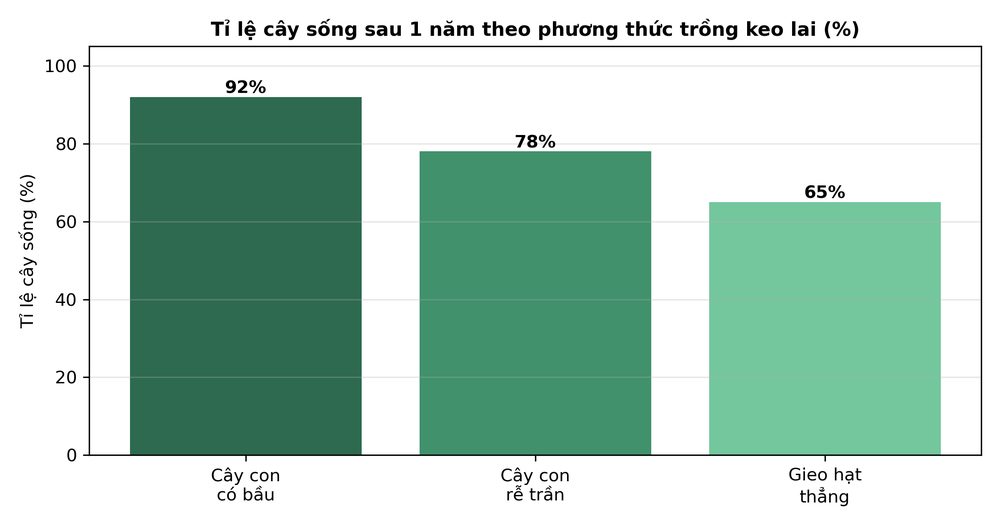 Tỉ lệ cây sống sau 1 năm theo phương thức trồng keo lai (%)
Tỉ lệ cây sống (%)
100
80
60
40
20
0
92%
78%
65%
Cây con
có bầu
Cây con
rễ trần
Gieo hạt
thẳng